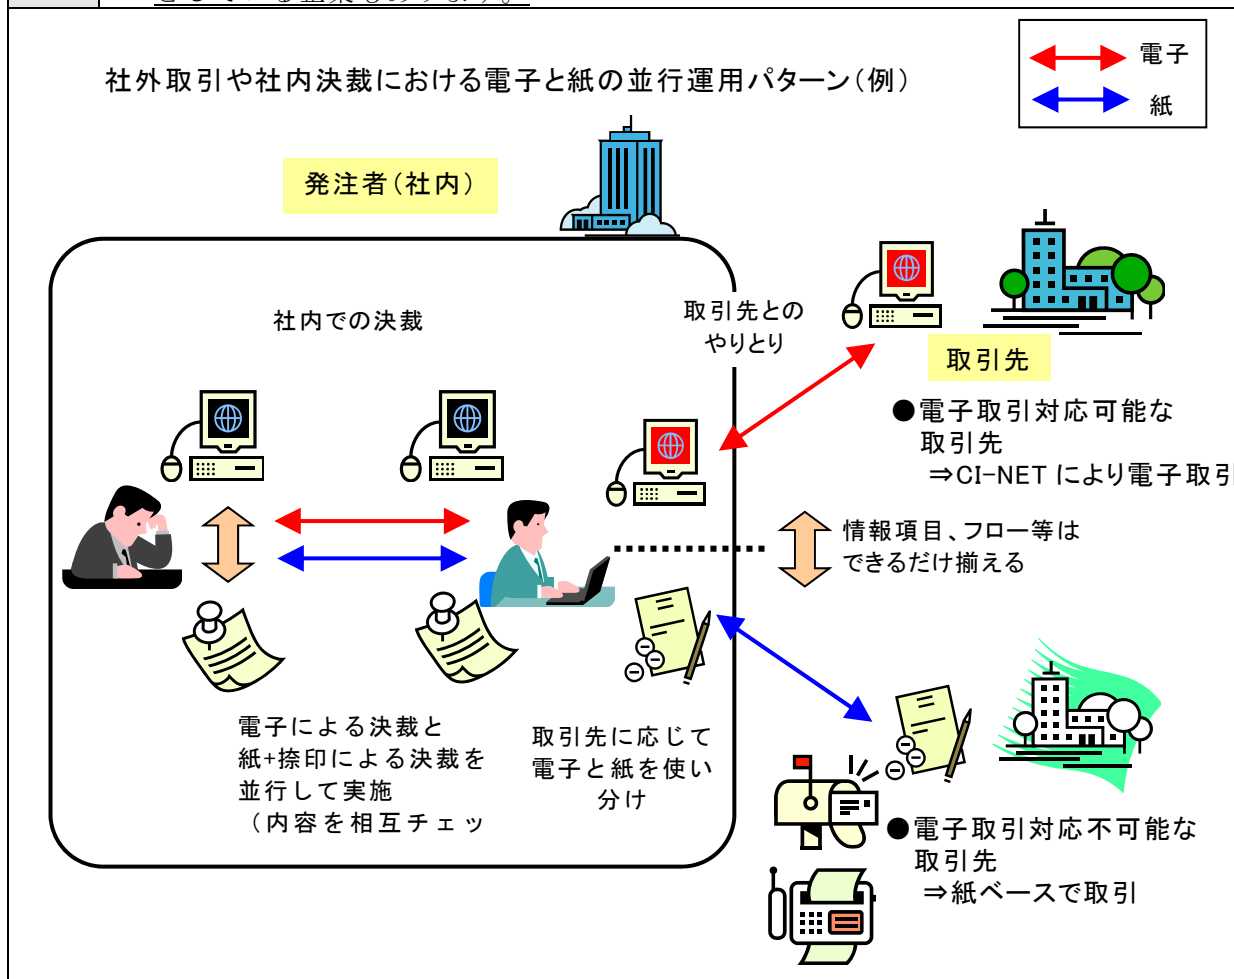 社外取引や社内決裁における電子と紙の並行運用パターン(例)
電子
紙
発注者(社内)
社内での決裁
取引先との
やりとり
取引先
●電子取引対応可能な
取引先
⇒CI-NET により電子取引
情報項目、フロー等は
できるだけ揃える
電子による決裁と
紙+捺印による決裁を
並行して実施
(内容を相互チェッ
取引先に応じて
電子と紙を使い
分け
●電子取引対応不可能な
取引先
⇒紙ベースで取引